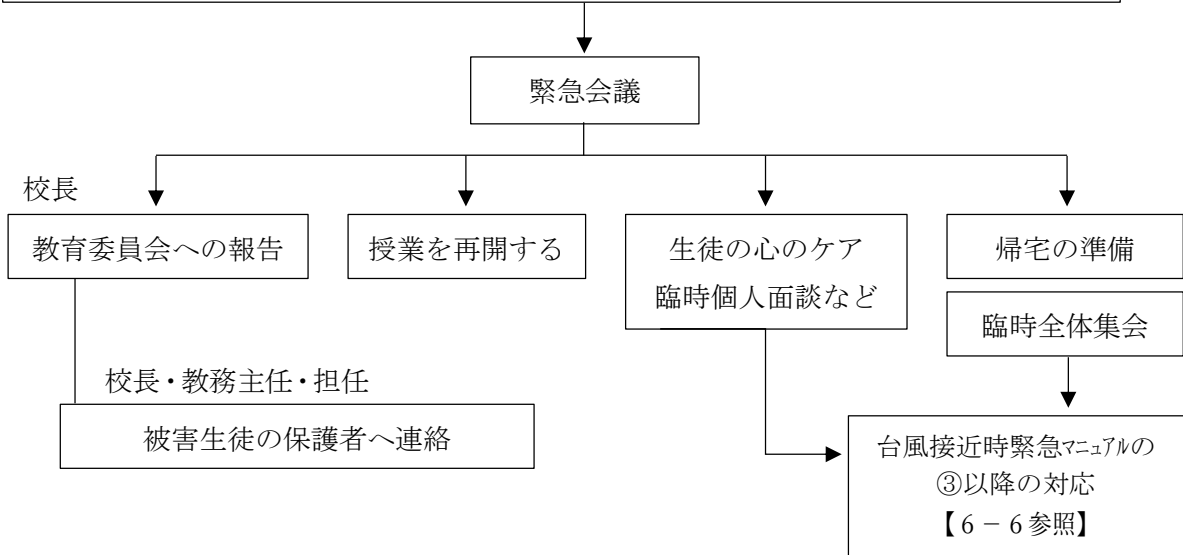 緊急会議
校長
教育委員会への報告
授業を再開する
生徒の心のケア
臨時個人面談など
帰宅の準備
臨時全体集会
校長・教務主任・担任
被害生徒の保護者へ連絡
台風接近時緊急ﾏﾆｭｱﾙの
③以降の対応
【６－６参照】